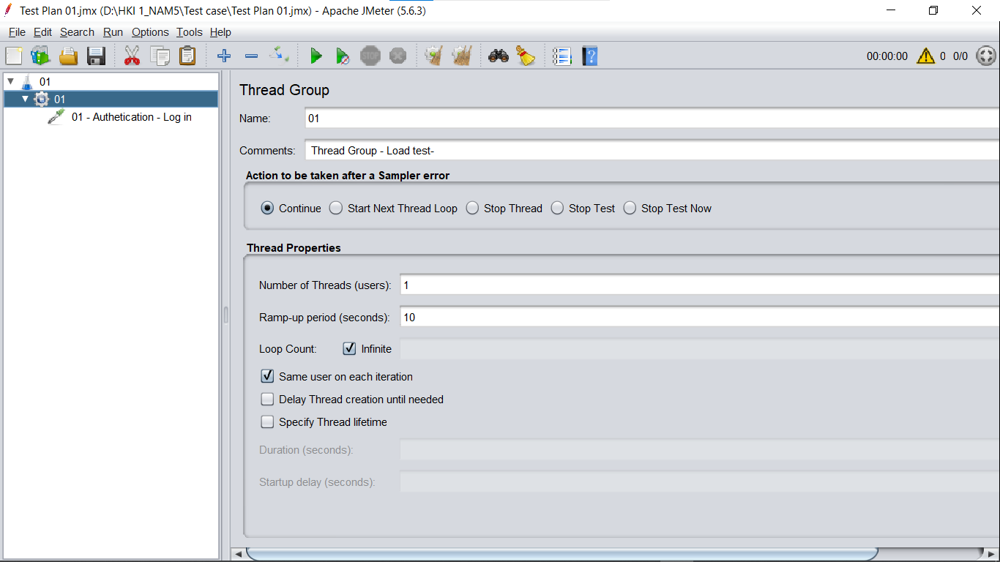 Test Plan 01.jmx (D:\HKI 1_NAM5\Test case\Test Plan 01.jmx) - Apache JMeter (5.6.3)
File Edit Search Run Options Tools Help
STOP 00:00:00 0 0/0
01
01
01 - Authetication - Log in
Thread Group
Name: 01
Comments: Thread Group - Load test-
Action to be taken after a Sampler error
Continue Start Next Thread Loop Stop Thread Stop Test Stop Test Now
Thread Properties
Number of Threads (users): 1
Ramp-up period (seconds): 10
Loop Count: Infinite
Same user on each iteration
Delay Thread creation until needed
Specify Thread lifetime
Duration (seconds):
Startup delay (seconds):